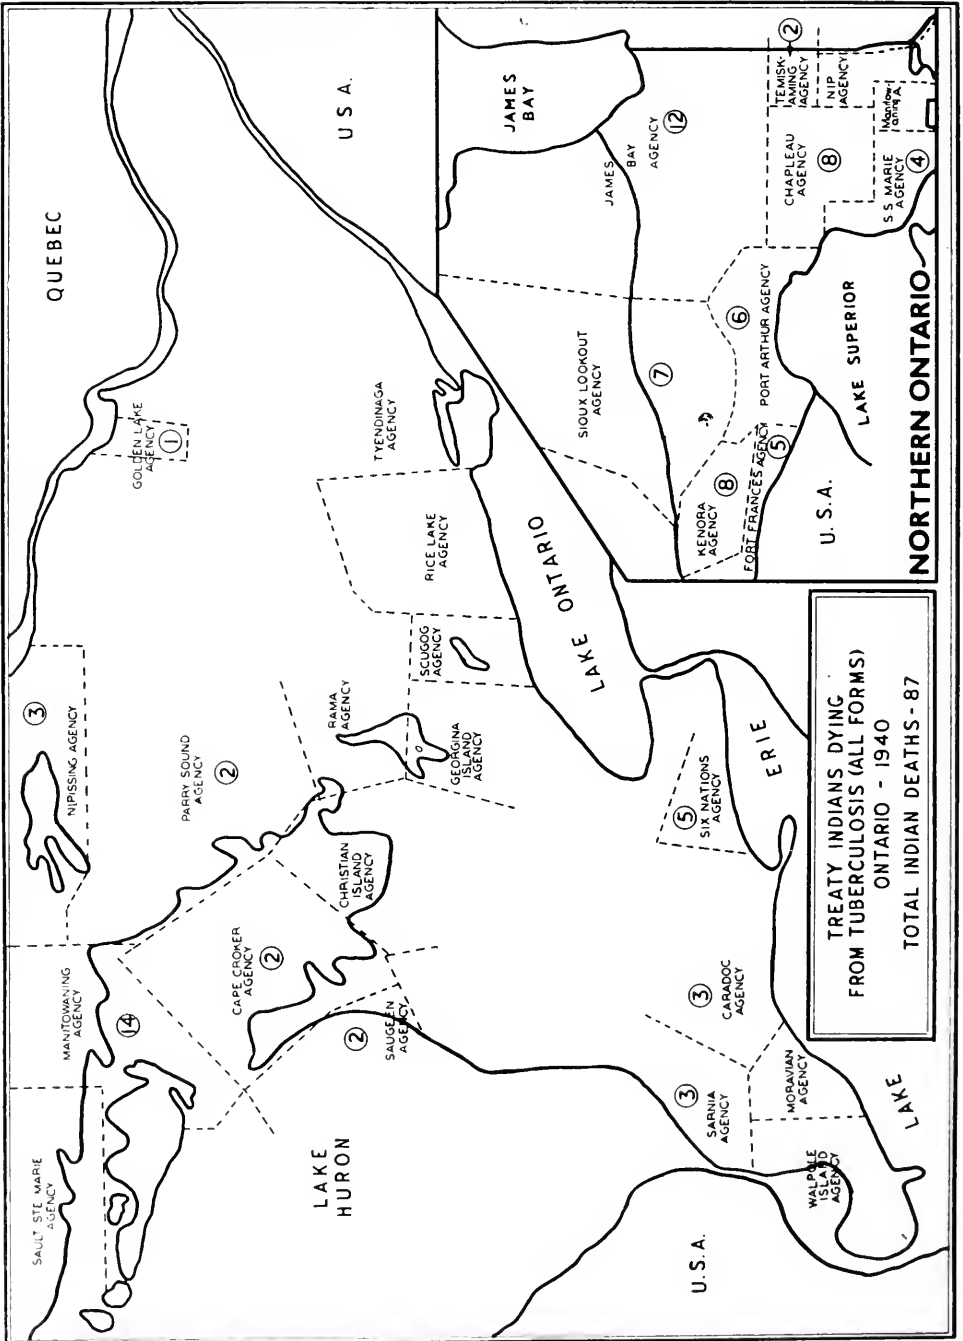 QUEBEC
U S A.
GOLDEN LAKE
AGENCY
1
3
NIPISSING AGENCY
PARRY SOUND
AGENCY
2
TYENDINAGA
AGENCY
RICE LAKE
AGENCY
SCUGOG
AGENCY
RAMA
AGENCY
GEORGINA
ISLAND
AGENCY
LAKE ONTARIO
SAULT STE MARIE
AGENCY
MANITOWANING
AGENCY
14
CAPE CROKER
AGENCY
2
CHRISTIAN
ISLAND
AGENCY
2
SAUGEEN
AGENCY
LAKE
HURON
5
SIX NATIONS
AGENCY
3
CARADOC
AGENCY
3
SARNIA
AGENCY
MORAVIAN
AGENCY
WALPOLE
ISLAND
AGENCY
LAKE ERIE
U.S.A.
JAMES
BAY
JAMES
BAY
AGENCY
12
SIOUX LOOKOUT
AGENCY
7
TEMISK-
AMING
AGENCY
2
NIP
AGENCY
Manitow-
aning A.
CHAPLEAU
AGENCY
8
S S MARIE
AGENCY
4
6
PORT ARTHUR AGENCY
KENORA
AGENCY
8
FORT FRANCES AGENCY
5
LAKE SUPERIOR
U.S.A.
NORTHERN ONTARIO
TREATY INDIANS DYING
FROM TUBERCULOSIS (ALL FORMS)
ONTARIO - 1940
TOTAL INDIAN DEATHS - 87